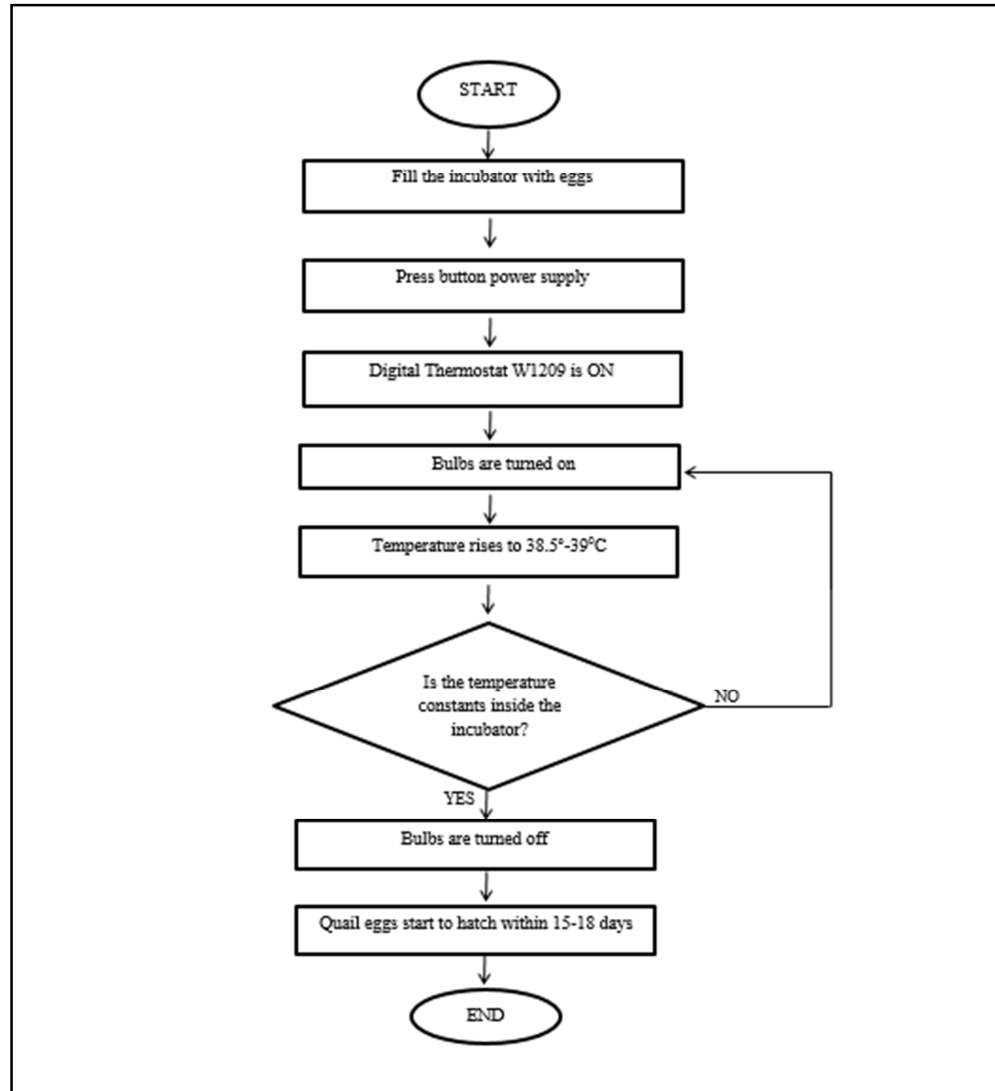 START
Fill the incubator with eggs
Press button power supply
Digital Thermostat W1209 is ON
Bulbs are turned on
Temperature rises to 38.5°-39⁰C
Is the temperature
constants inside the
incubator?
NO
YES
Bulbs are turned off
Quail eggs start to hatch within 15-18 days
END